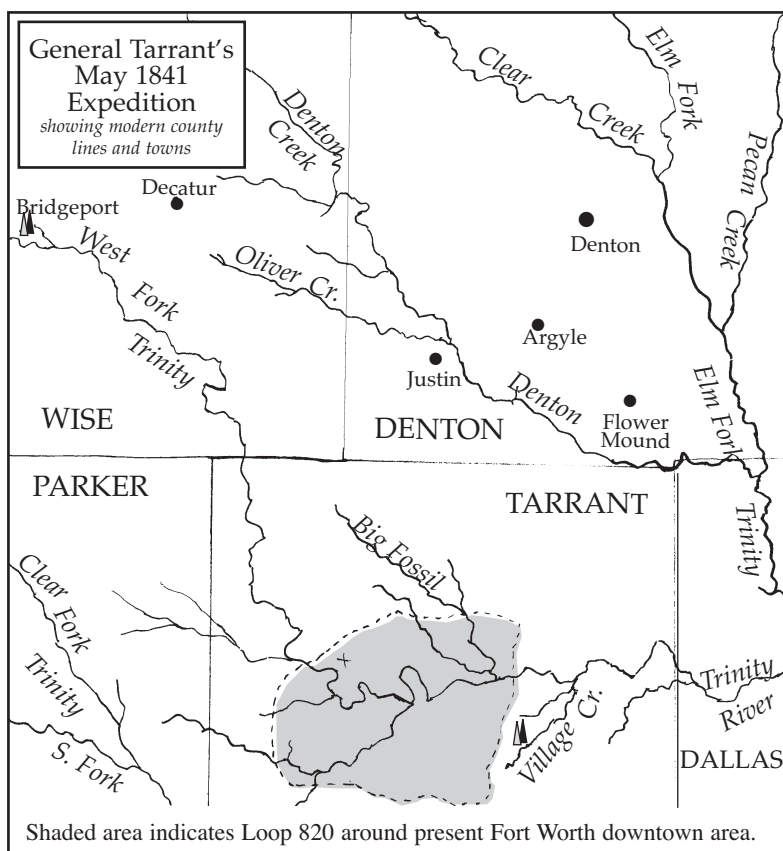 General Tarrant's
May 1841
Expedition
showing modern county
lines and towns
Denton
Creek
Clear
Creek
Elm
Fork
Pecan
Creek
Bridgeport
Decatur
Denton
West
Fork
Trinity
Oliver Cr.
Argyle
Justin
Denton
Flower
Mound
Elm Fork
Trinity
WISE
DENTON
PARKER
TARRANT
Big Fossil
Clear
Fork
Trinity
S. Fork
Village Cr.
Trinity
River
DALLAS
Shaded area indicates Loop 820 around present Fort Worth downtown area.